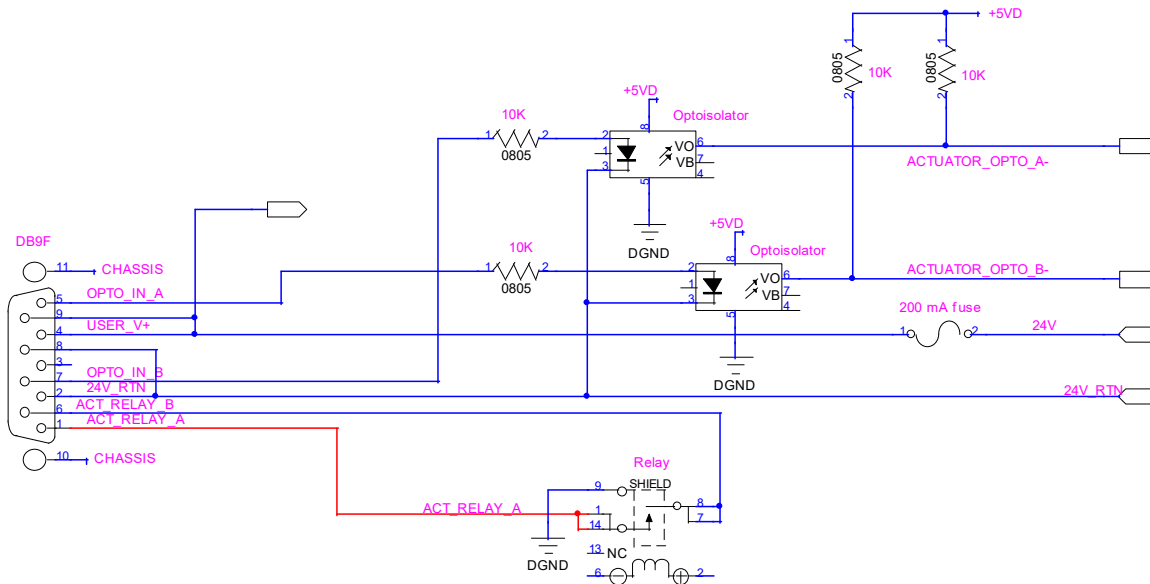 +5VD
1
1
0805
10K
0805
10K
2
2
+5VD
Optoisolator
10K
8
1
2
2
VO
6
0805
1
VB
7
3
4
ACTUATOR_OPTO_A-
5
DGND
+5VD
DB9F
10K
8
Optoisolator
11
CHASSIS
1
2
2
VO
6
ACTUATOR_OPTO_B-
0805
1
VB
7
5
OPTO_IN_A
3
4
9
5
200 mA fuse
4
USER_V+
1
2
24V
8
3
DGND
7
OPTO_IN_B
2
24V_RTN
24V_RTN
6
ACT_RELAY_B
1
ACT_RELAY_A
10
CHASSIS
Relay
9
SHIELD
ACT_RELAY_A
1
8
14
7
13
NC
DGND
6
2